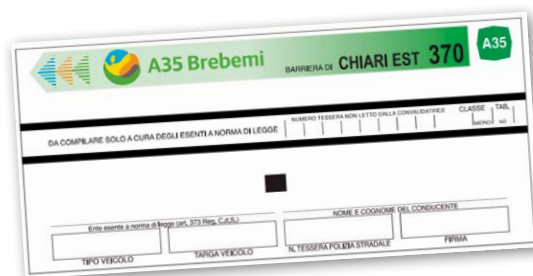 A35 Brebemi BARRIERA DI CHIARI EST 370 A35
DA COMPILARE SOLO A CURA DEGLI ESENTI A NORMA DI LEGGE NUMERO TESSERA NON LETTO DALLA CONVALIDATRICE CLASSE TABL.
NO
Ente esente a norma di legge (art. 373 Reg. C.d.S.) NOME E COGNOME DEL CONDUCENTE
TIPO VEICOLO TARGA VEICOLO N. TESSERA POLIZIA STRADALE FIRMA